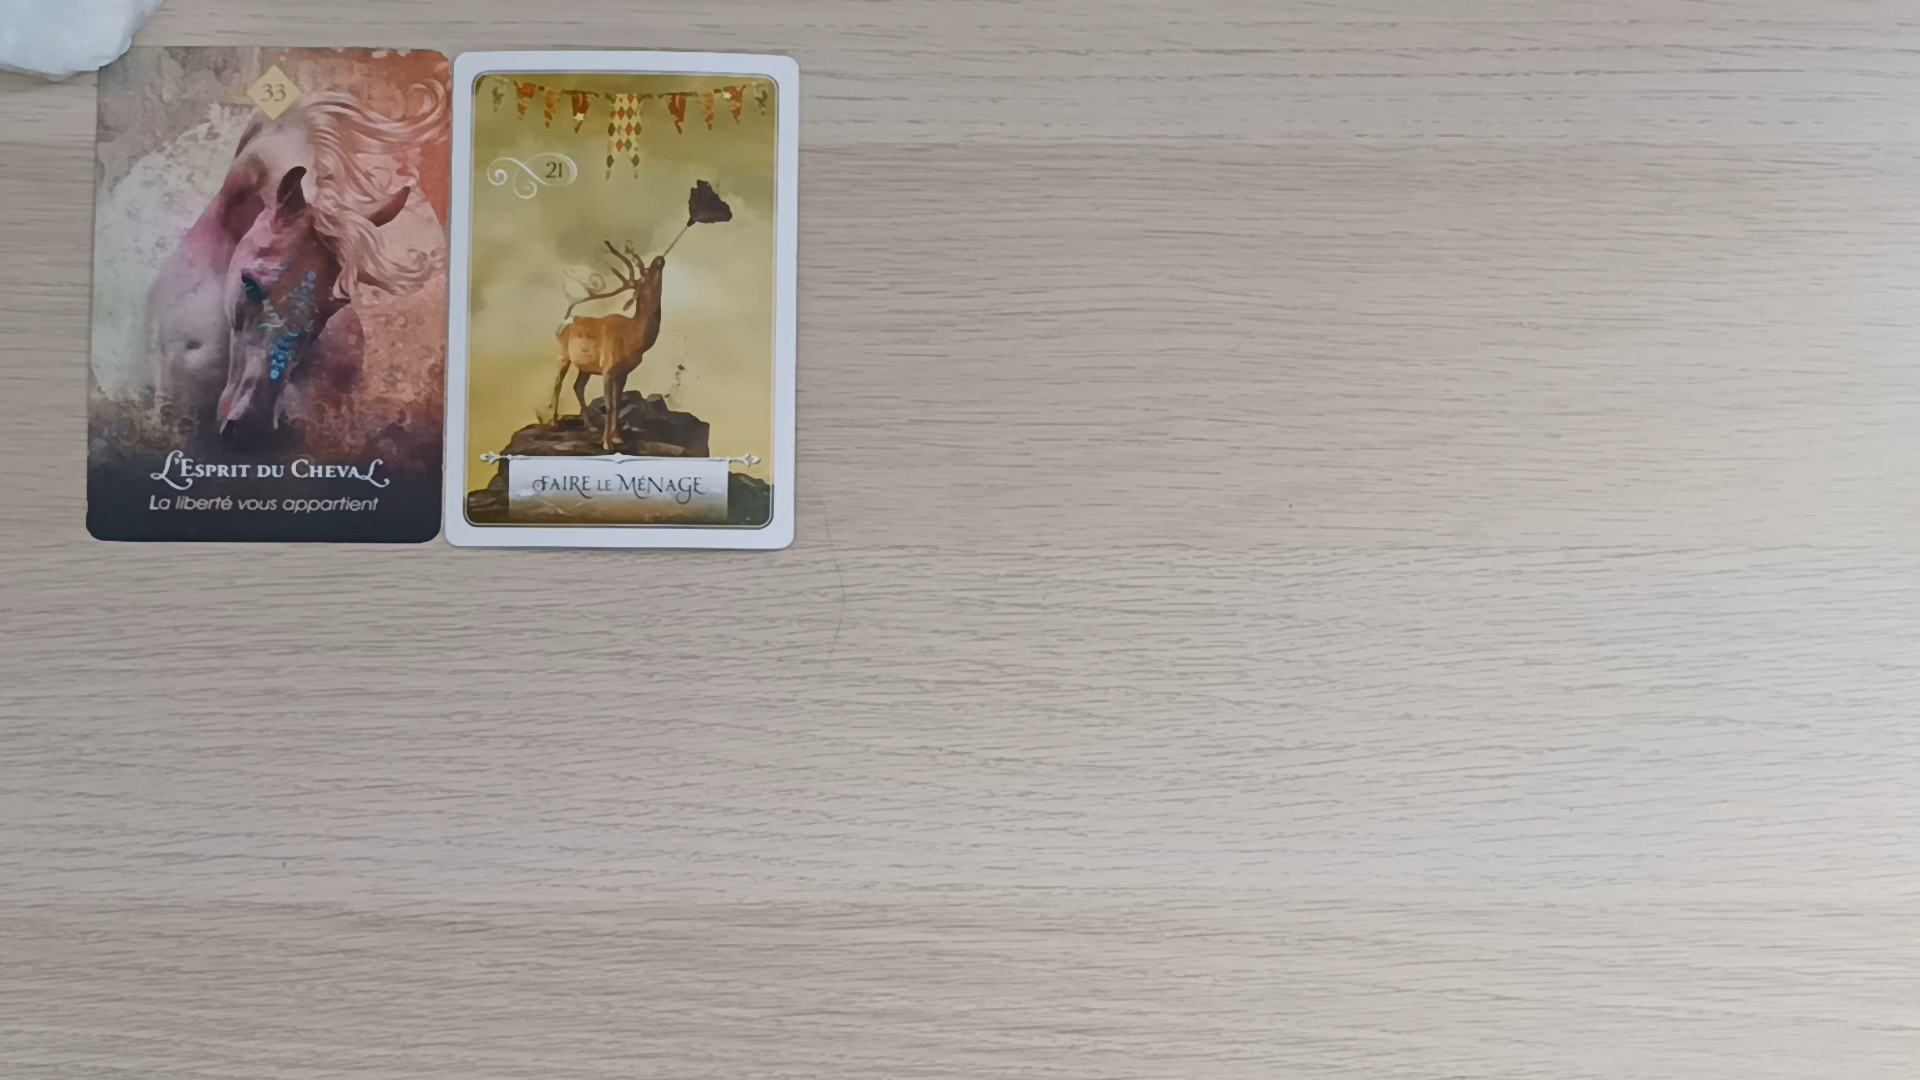 33
L'Esprit du Cheval
La liberté vous appartient
21
Faire le Ménage